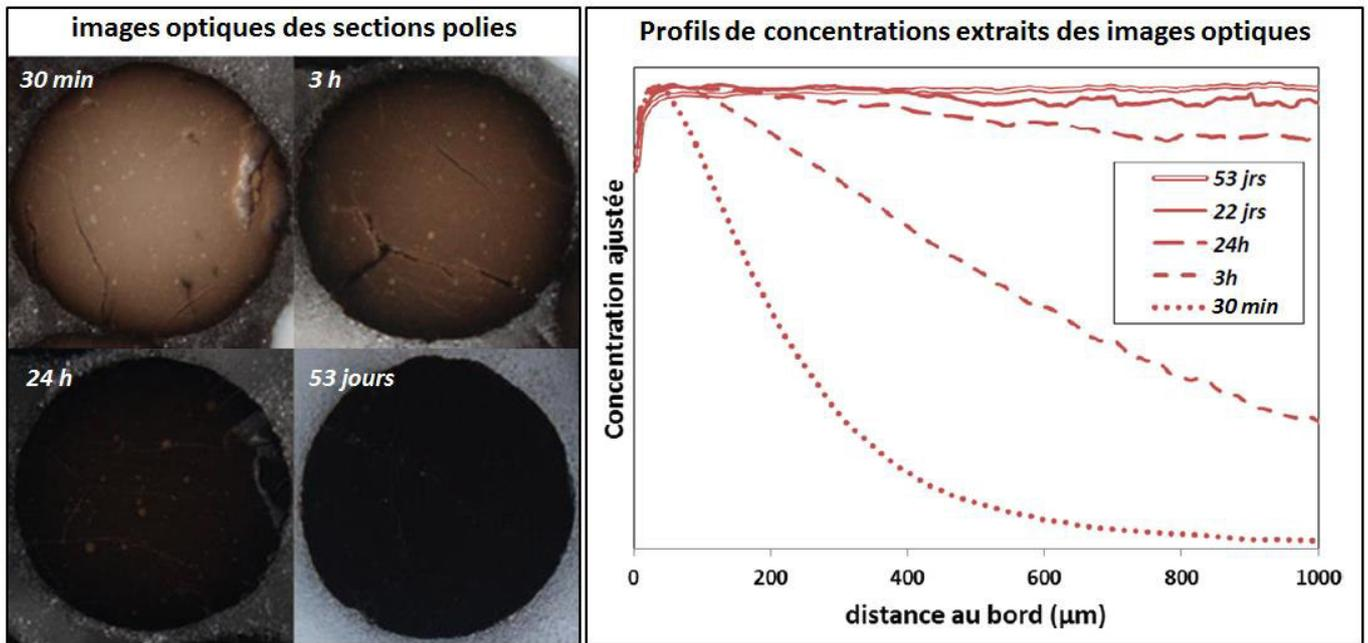 images optiques des sections polies
30 min
3 h
24 h
53 jours
Profils de concentrations extraits des images optiques
Concentration ajustée
53 jrs
22 jrs
24h
3h
30 min
0 200 400 600 800 1000
distance au bord (µm)